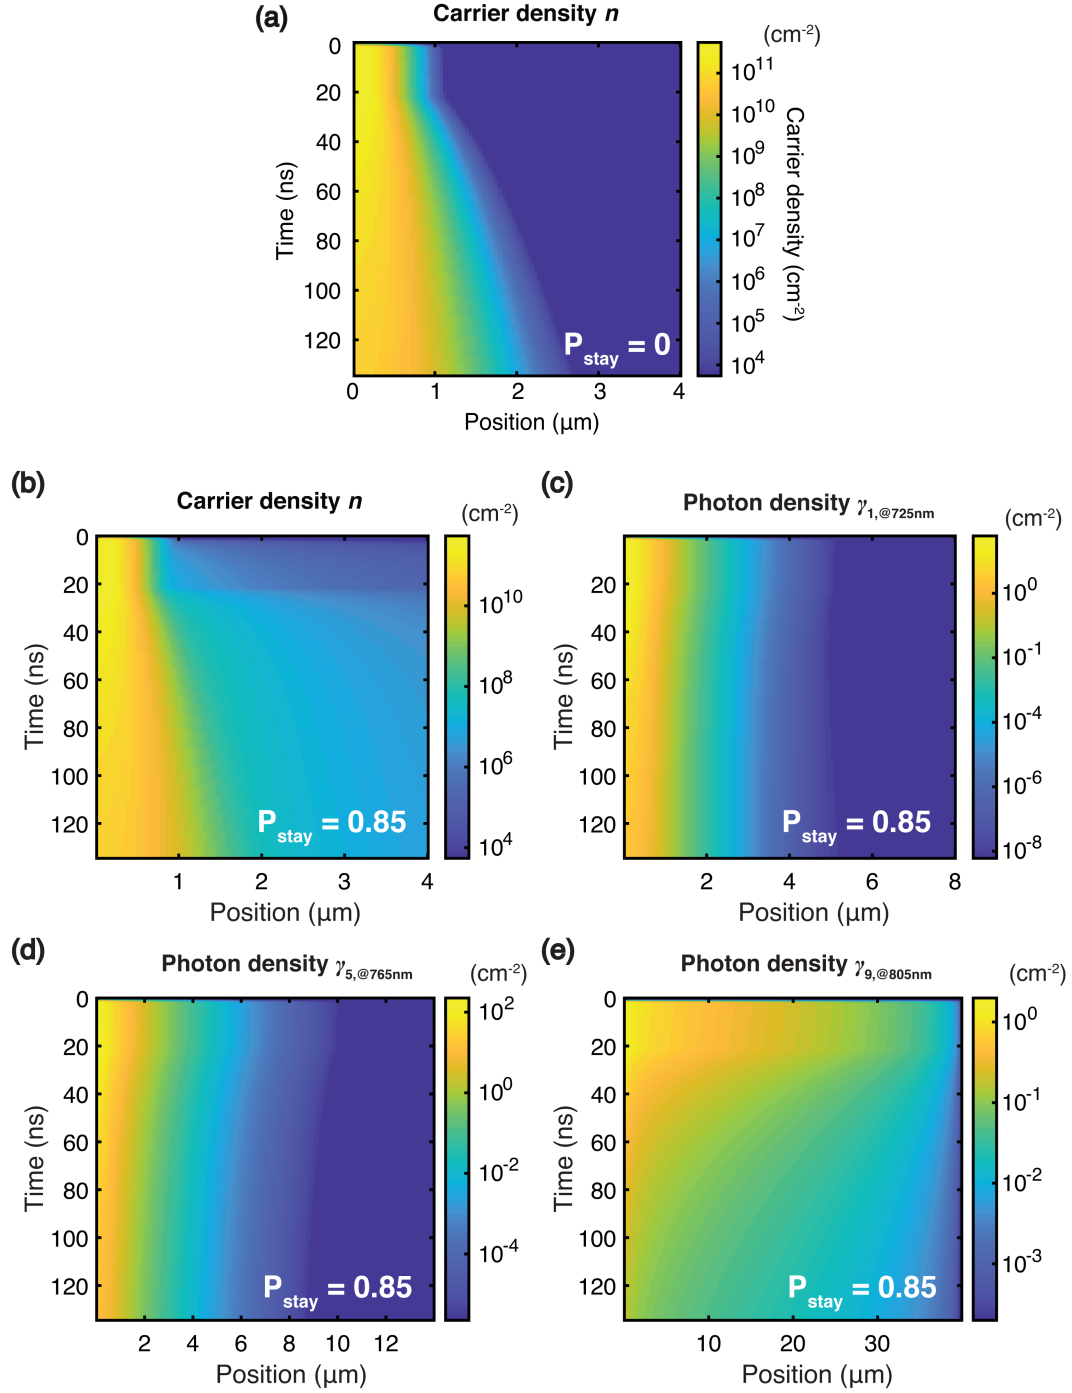 (a)
Carrier density n
(cm-2)
0
20
40
60
80
100
120
Time (ns)
0 1 2 3 4
Position (μm)
Pstay = 0
10^11
10^10
10^9
10^8
10^7
10^6
10^5
10^4
Carrier density (cm-2)
(b)
Carrier density n
(cm-2)
0
20
40
60
80
100
120
Time (ns)
1 2 3 4
Position (μm)
Pstay = 0.85
10^10
10^8
10^6
10^4
(c)
Photon density γ1,@725nm
(cm-2)
0
20
40
60
80
100
120
Time (ns)
2 4 6 8
Position (μm)
Pstay = 0.85
10^0
10^-1
10^-4
10^-6
10^-8
(d)
Photon density γ5,@765nm
(cm-2)
0
20
40
60
80
100
120
Time (ns)
2 4 6 8 10 12
Position (μm)
Pstay = 0.85
10^2
10^0
10^-2
10^-4
(e)
Photon density γ9,@805nm
(cm-2)
0
20
40
60
80
100
120
Time (ns)
10 20 30
Position (μm)
Pstay = 0.85
10^0
10^-1
10^-2
10^-3